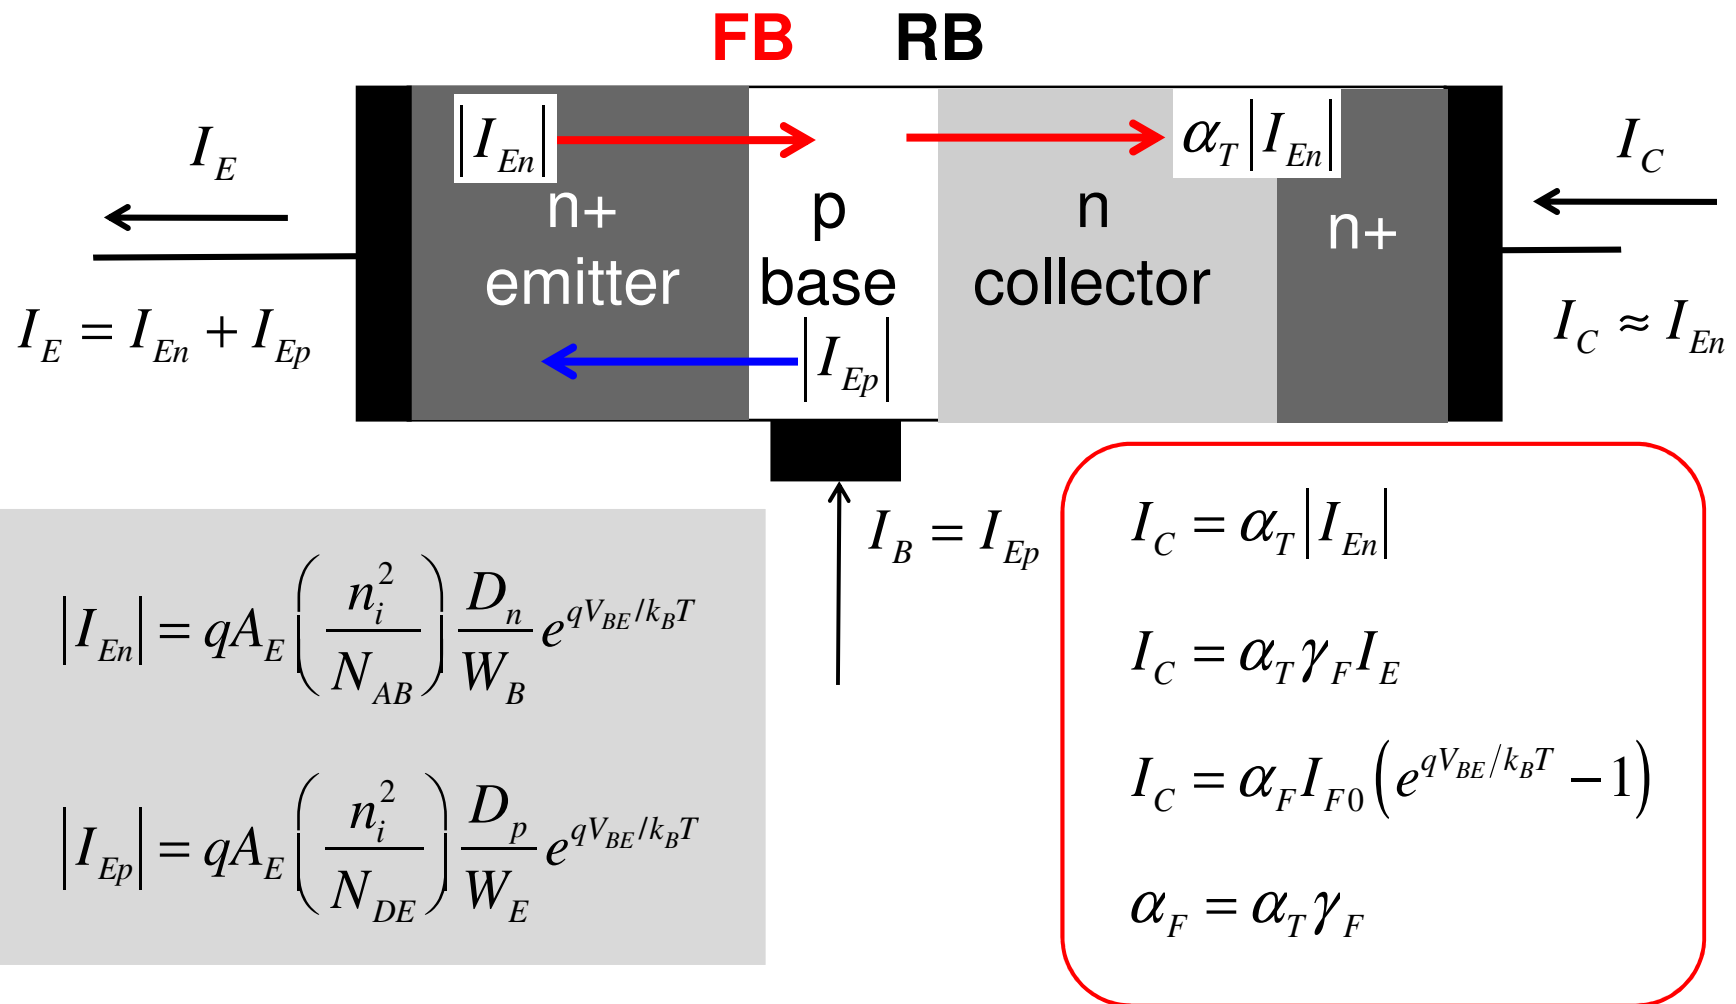 FB RB
|I_En| α_T |I_En|
I_E I_C
n+ p n n+
emitter base collector
I_E = I_En + I_Ep |I_Ep| I_C ≈ I_En
I_B = I_Ep
|I_En| = qA_E (n_i^2 / N_AB) D_n / W_B e^{qV_BE/k_BT}
|I_Ep| = qA_E (n_i^2 / N_DE) D_p / W_E e^{qV_BE/k_BT}
I_C = α_T |I_En|
I_C = α_T γ_F I_E
I_C = α_F I_F0 (e^{qV_BE/k_BT} − 1)
α_F = α_T γ_F